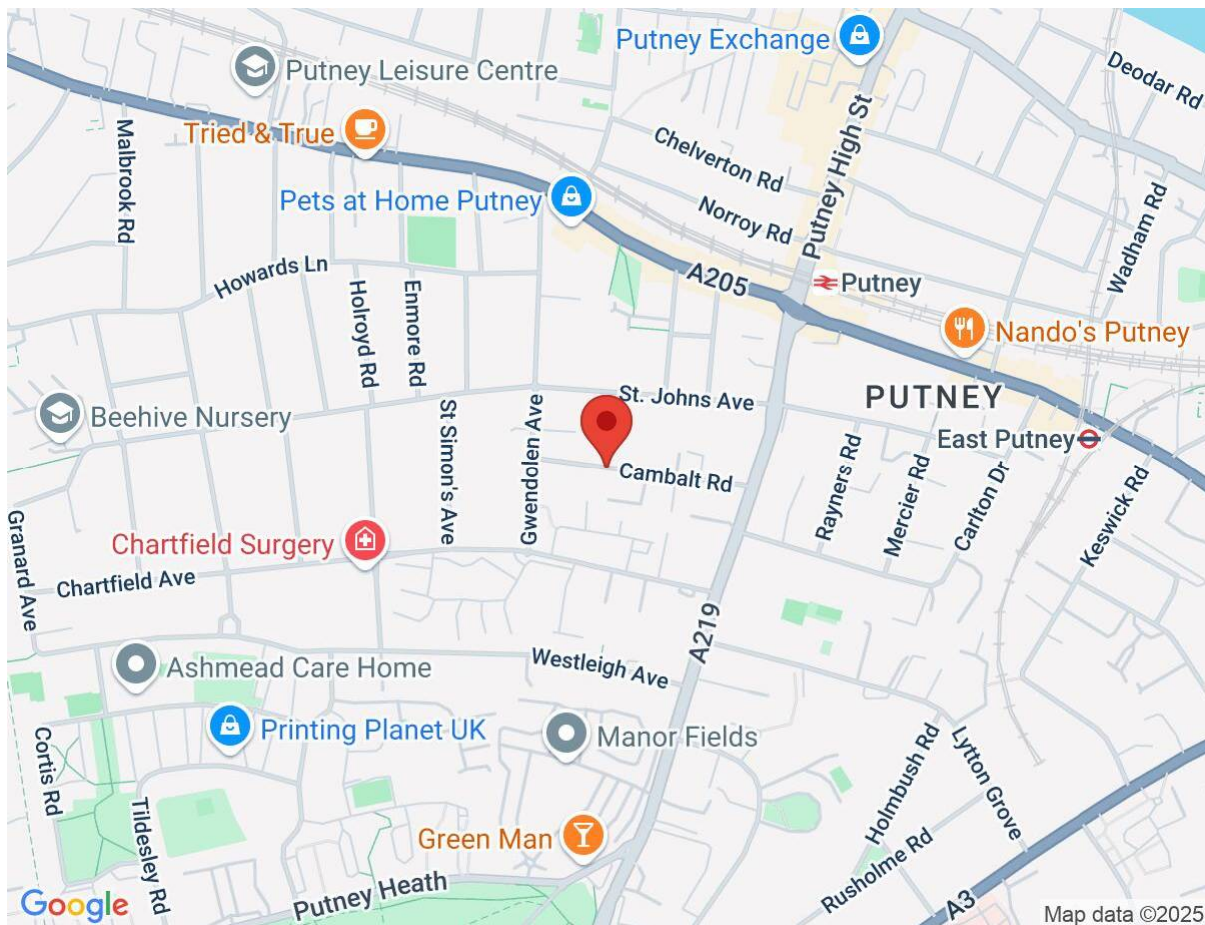 Putney Exchange
Deodar Rd
Putney Leisure Centre
Malbrook Rd
Tried & True
Chelverton Rd
Putney High St
Pets at Home Putney
Norroy Rd
Wadham Rd
Howards Ln
A205
Putney
Holroyd Rd
Enmore Rd
Nando's Putney
St. Johns Ave
PUTNEY
Beehive Nursery
St Simon's Ave
Gwendolen Ave
East Putney
Cambalt Rd
Rayners Rd
Mercier Rd
Carlton Dr
Keswick Rd
Granard Ave
Chartfield Surgery
Chartfield Ave
A219
Westleigh Ave
Ashmead Care Home
Printing Planet UK
Manor Fields
Cortis Rd
Tildesley Rd
Holmbush Rd
Lytton Grove
Green Man
Rusholme Rd
Putney Heath
A3
Google
Map data ©2025